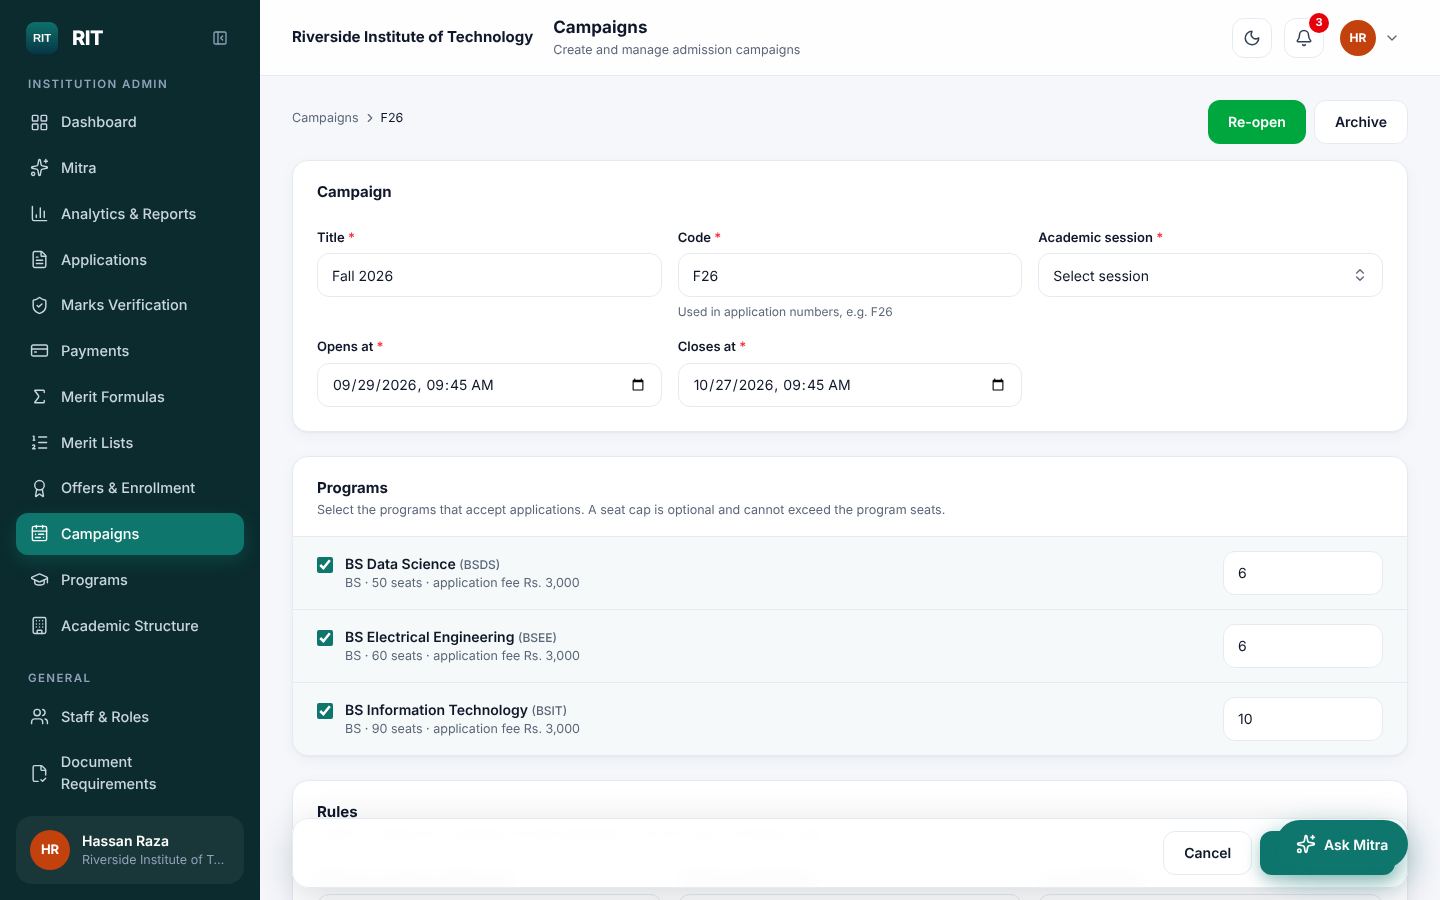 RIT
RIT
INSTITUTION ADMIN
Dashboard
Mitra
Analytics & Reports
Applications
Marks Verification
Payments
Merit Formulas
Merit Lists
Offers & Enrollment
Campaigns
Programs
Academic Structure
GENERAL
Staff & Roles
Document
Requirements
HR
Hassan Raza
Riverside Institute of T...
Riverside Institute of Technology
Campaigns
Create and manage admission campaigns
3
HR
Campaigns > F26
Re-open
Archive
Campaign
Title *
Code *
Academic session *
Fall 2026
F26
Select session
Used in application numbers, e.g. F26
Opens at *
Closes at *
09/29/2026, 09:45 AM
10/27/2026, 09:45 AM
Programs
Select the programs that accept applications. A seat cap is optional and cannot exceed the program seats.
BS Data Science (BSDS)
BS · 50 seats · application fee Rs. 3,000
6
BS Electrical Engineering (BSEE)
BS · 60 seats · application fee Rs. 3,000
6
BS Information Technology (BSIT)
BS · 90 seats · application fee Rs. 3,000
10
Rules
Cancel
Ask Mitra